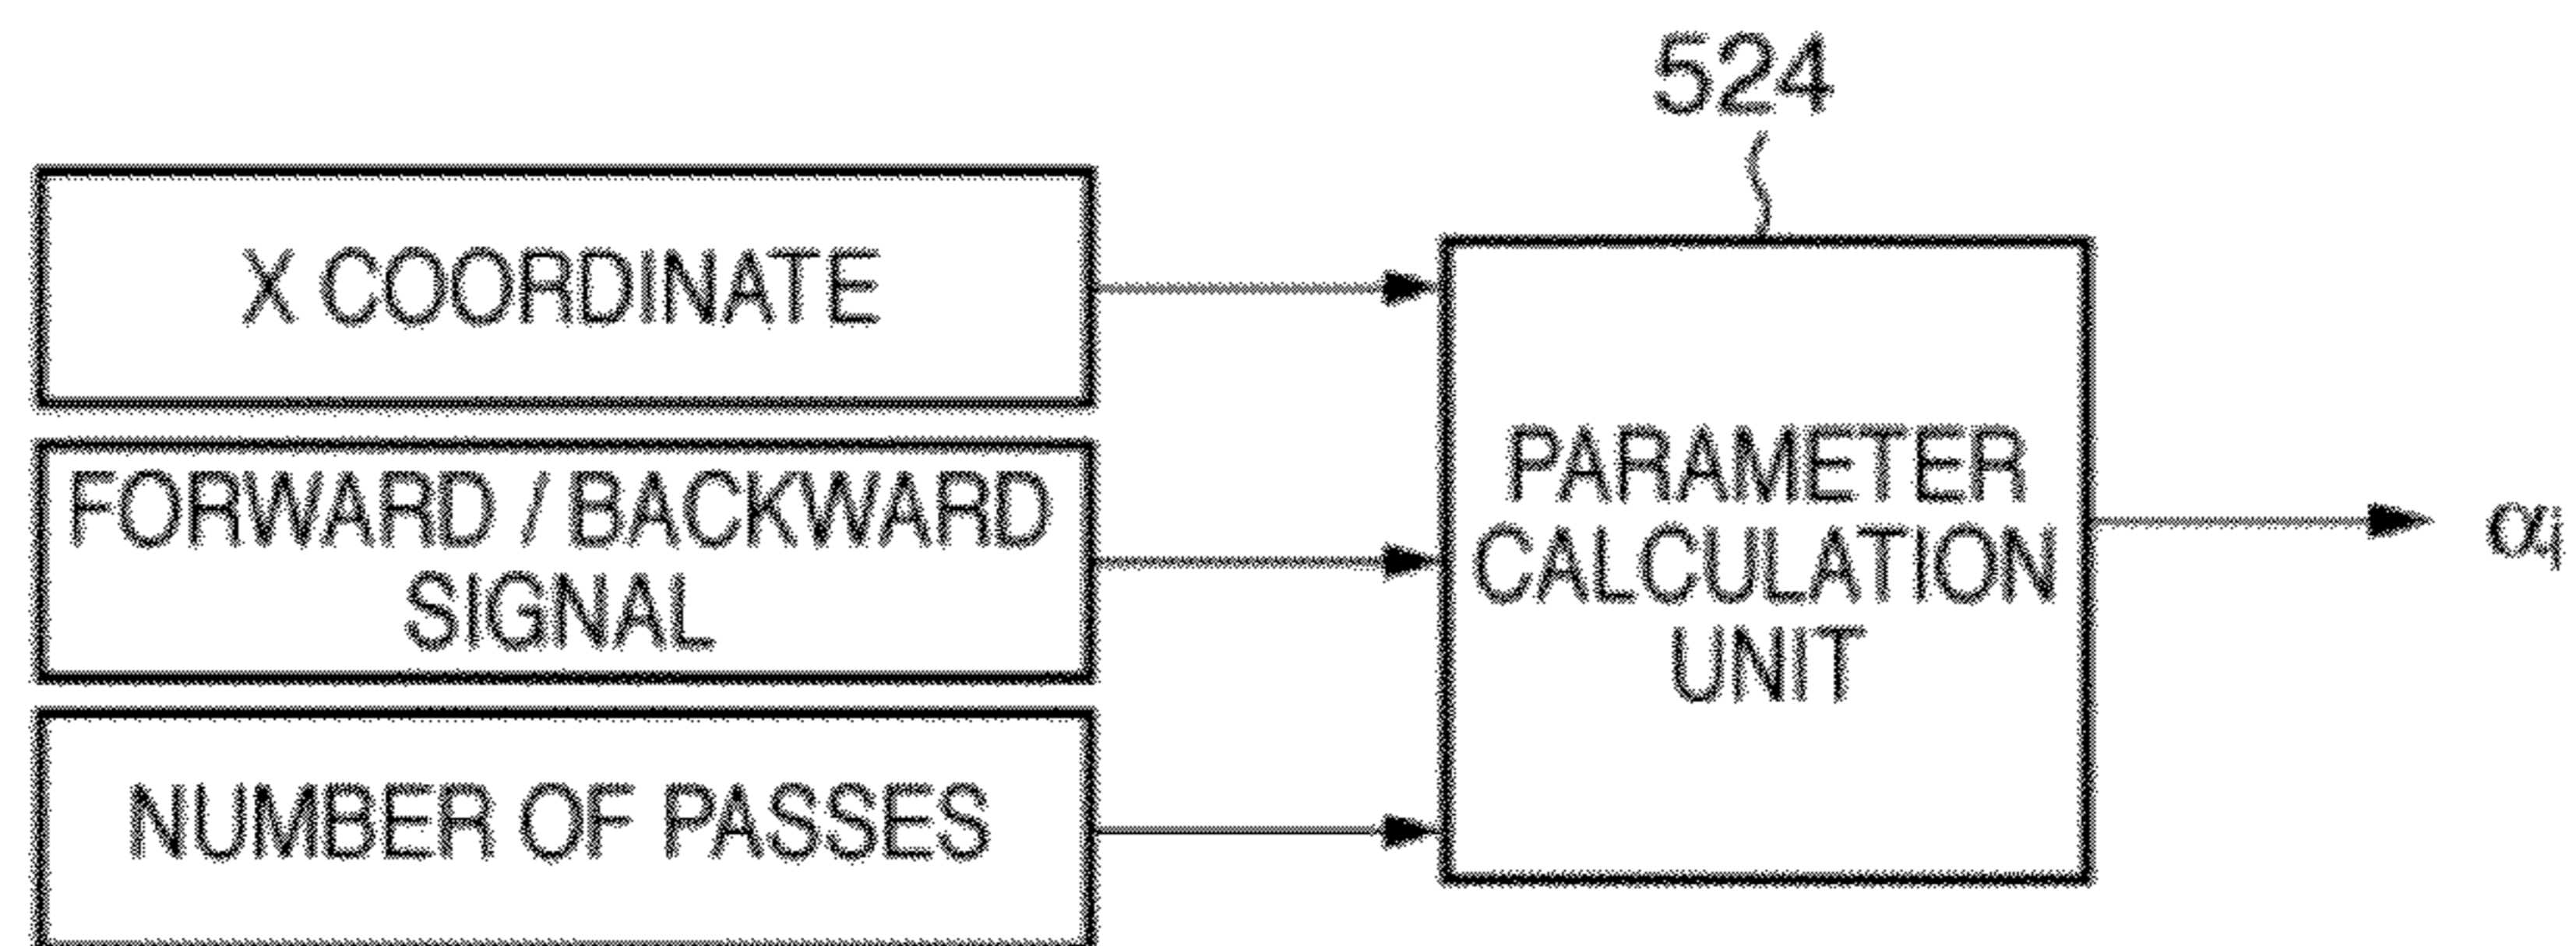 524
X COORDINATE
FORWARD / BACKWARD
SIGNAL
NUMBER OF PASSES
PARAMETER
CALCULATION
UNIT
αi